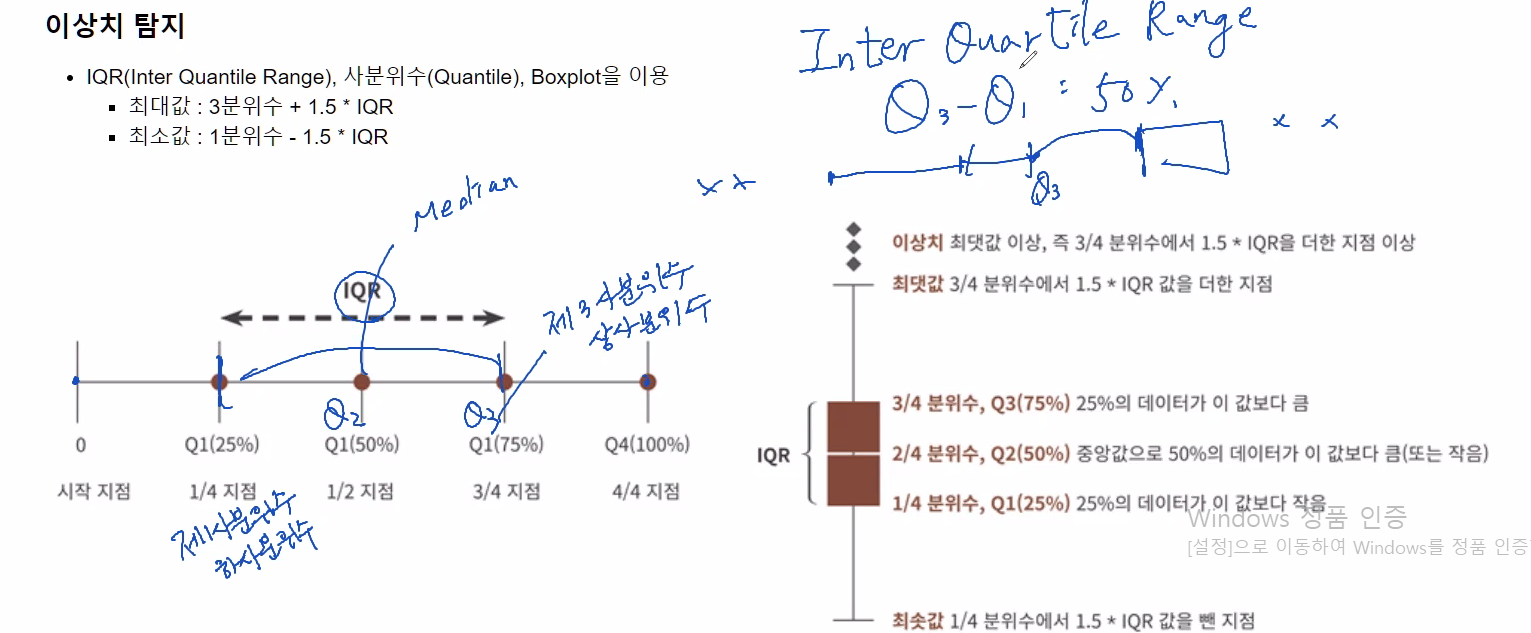 이상치 탐지
IQR(Inter Quantile Range), 사분위수(Quantile), Boxplot을 이용
최대값 : 3분위수 + 1.5 * IQR
최소값 : 1분위수 - 1.5 * IQR
Inter Quartile Range
Q3-Q1 : 50%
Q3
Median
IQR
제3사분위수
상사분위수
Q2
Q3
0
Q1(25%)
Q1(50%)
Q1(75%)
Q4(100%)
시작 지점
1/4 지점
1/2 지점
3/4 지점
4/4 지점
제1사분위수
하사분위수
이상치 최댓값 이상, 즉 3/4 분위수에서 1.5 * IQR을 더한 지점 이상
최댓값 3/4 분위수에서 1.5 * IQR 값을 더한 지점
3/4 분위수, Q3(75%) 25%의 데이터가 이 값보다 큼
IQR
2/4 분위수, Q2(50%) 중앙값으로 50%의 데이터가 이 값보다 큼(또는 작음)
1/4 분위수, Q1(25%) 25%의 데이터가 이 값보다 작음
Windows 정품 인증
[설정]으로 이동하여 Windows를 정품 인증
최솟값 1/4 분위수에서 1.5 * IQR 값을 뺀 지점